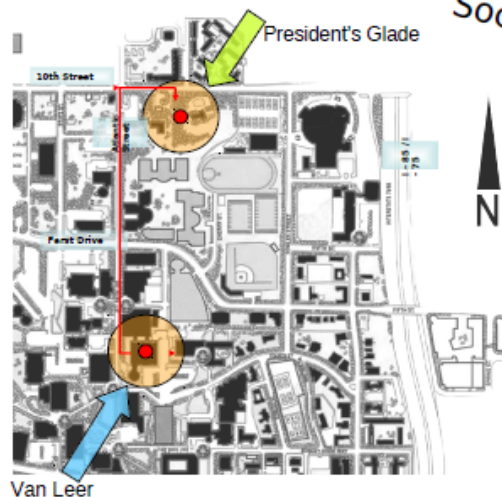 Soc
President's Glade
10th Street
Atlantic
Street
I - 85 / I
- 75
N
Ferst Drive
Van Leer